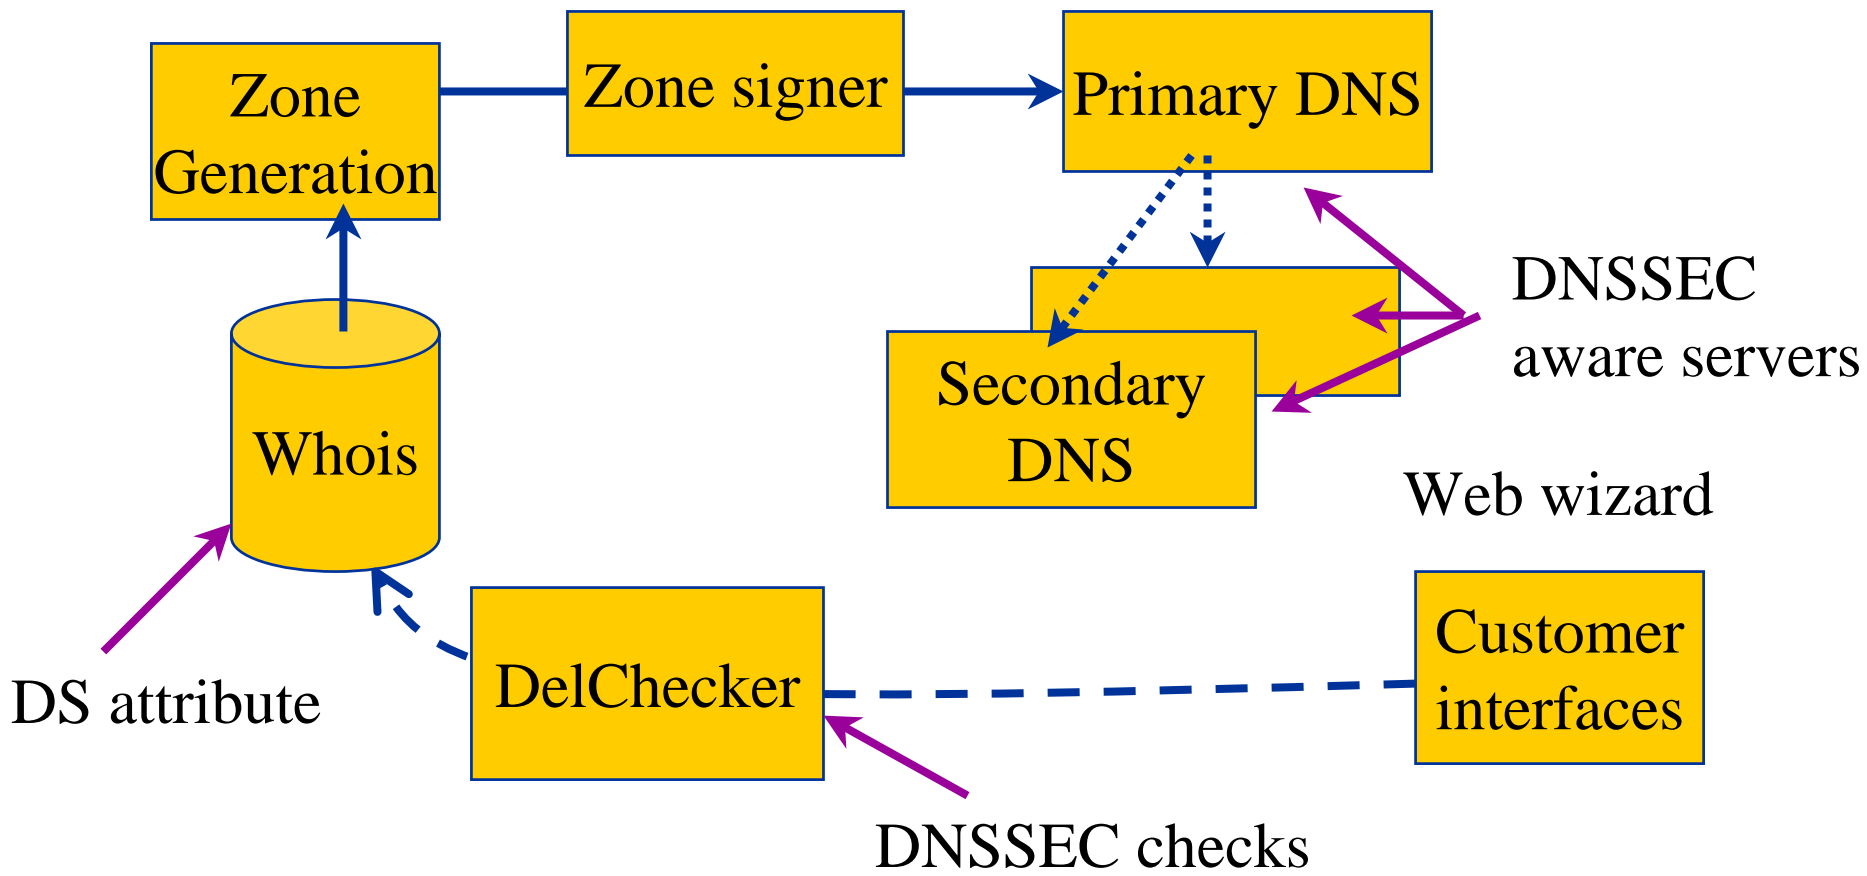 Zone
Generation
Zone signer
Primary DNS
DNSSEC
aware servers
Secondary
DNS
Whois
Web wizard
Customer
interfaces
DelChecker
DS attribute
DNSSEC checks